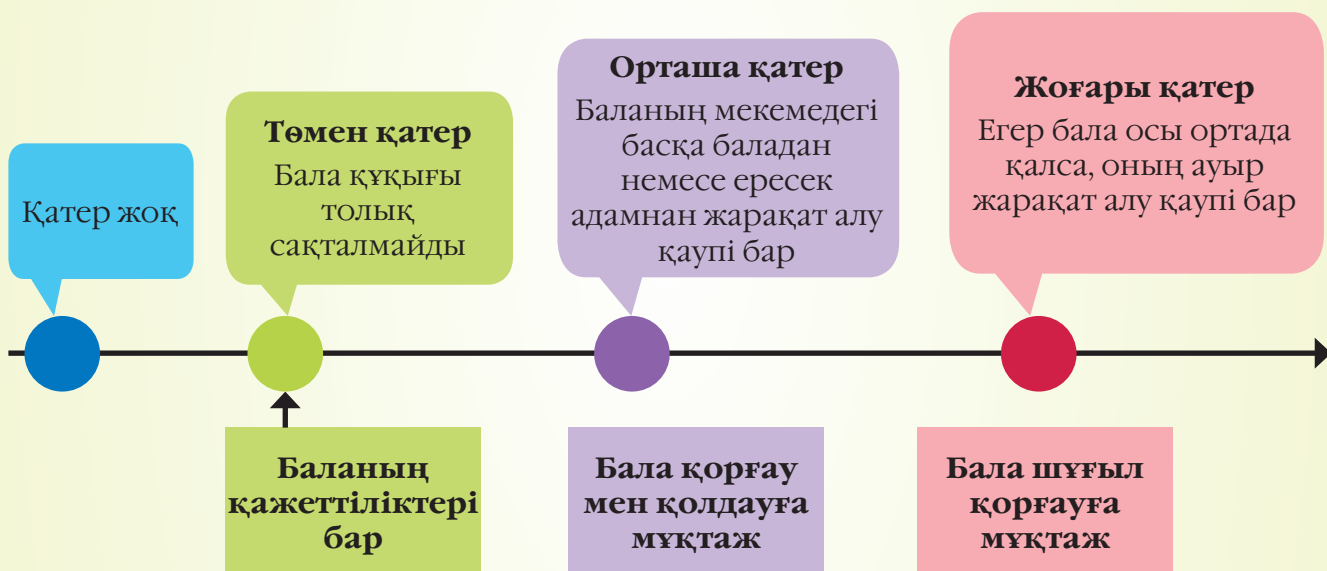 Қатер жоқ
Төмен қатер
Бала құқығы
толық
сақталмайды
Орташа қатер
Баланың мекемедегі
басқа баладан
немесе ересек
адамнан жарақат алу
қаупі бар
Жоғары қатер
Егер бала осы ортада
қалса, оның ауыр
жарақат алу қаупі бар
Баланың
қажеттіліктері
бар
Бала қорғау
мен қолдауға
мұқтаж
Бала шұғыл
қорғауға
мұқтаж